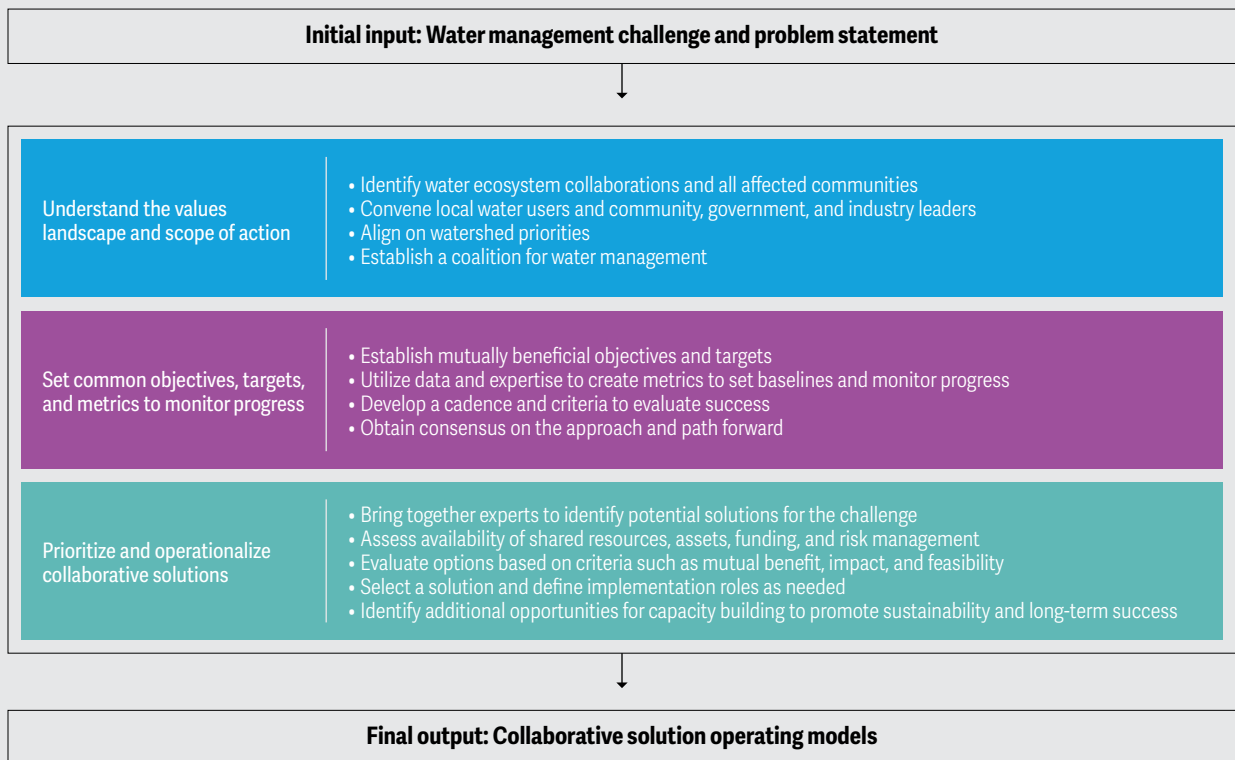 Initial input: Water management challenge and problem statement
Understand the values
landscape and scope of action
• Identify water ecosystem collaborations and all affected communities
• Convene local water users and community, government, and industry leaders
• Align on watershed priorities
• Establish a coalition for water management
Set common objectives, targets,
and metrics to monitor progress
• Establish mutually beneficial objectives and targets
• Utilize data and expertise to create metrics to set baselines and monitor progress
• Develop a cadence and criteria to evaluate success
• Obtain consensus on the approach and path forward
Prioritize and operationalize
collaborative solutions
• Bring together experts to identify potential solutions for the challenge
• Assess availability of shared resources, assets, funding, and risk management
• Evaluate options based on criteria such as mutual benefit, impact, and feasibility
• Select a solution and define implementation roles as needed
• Identify additional opportunities for capacity building to promote sustainability and long-term success
Final output: Collaborative solution operating models